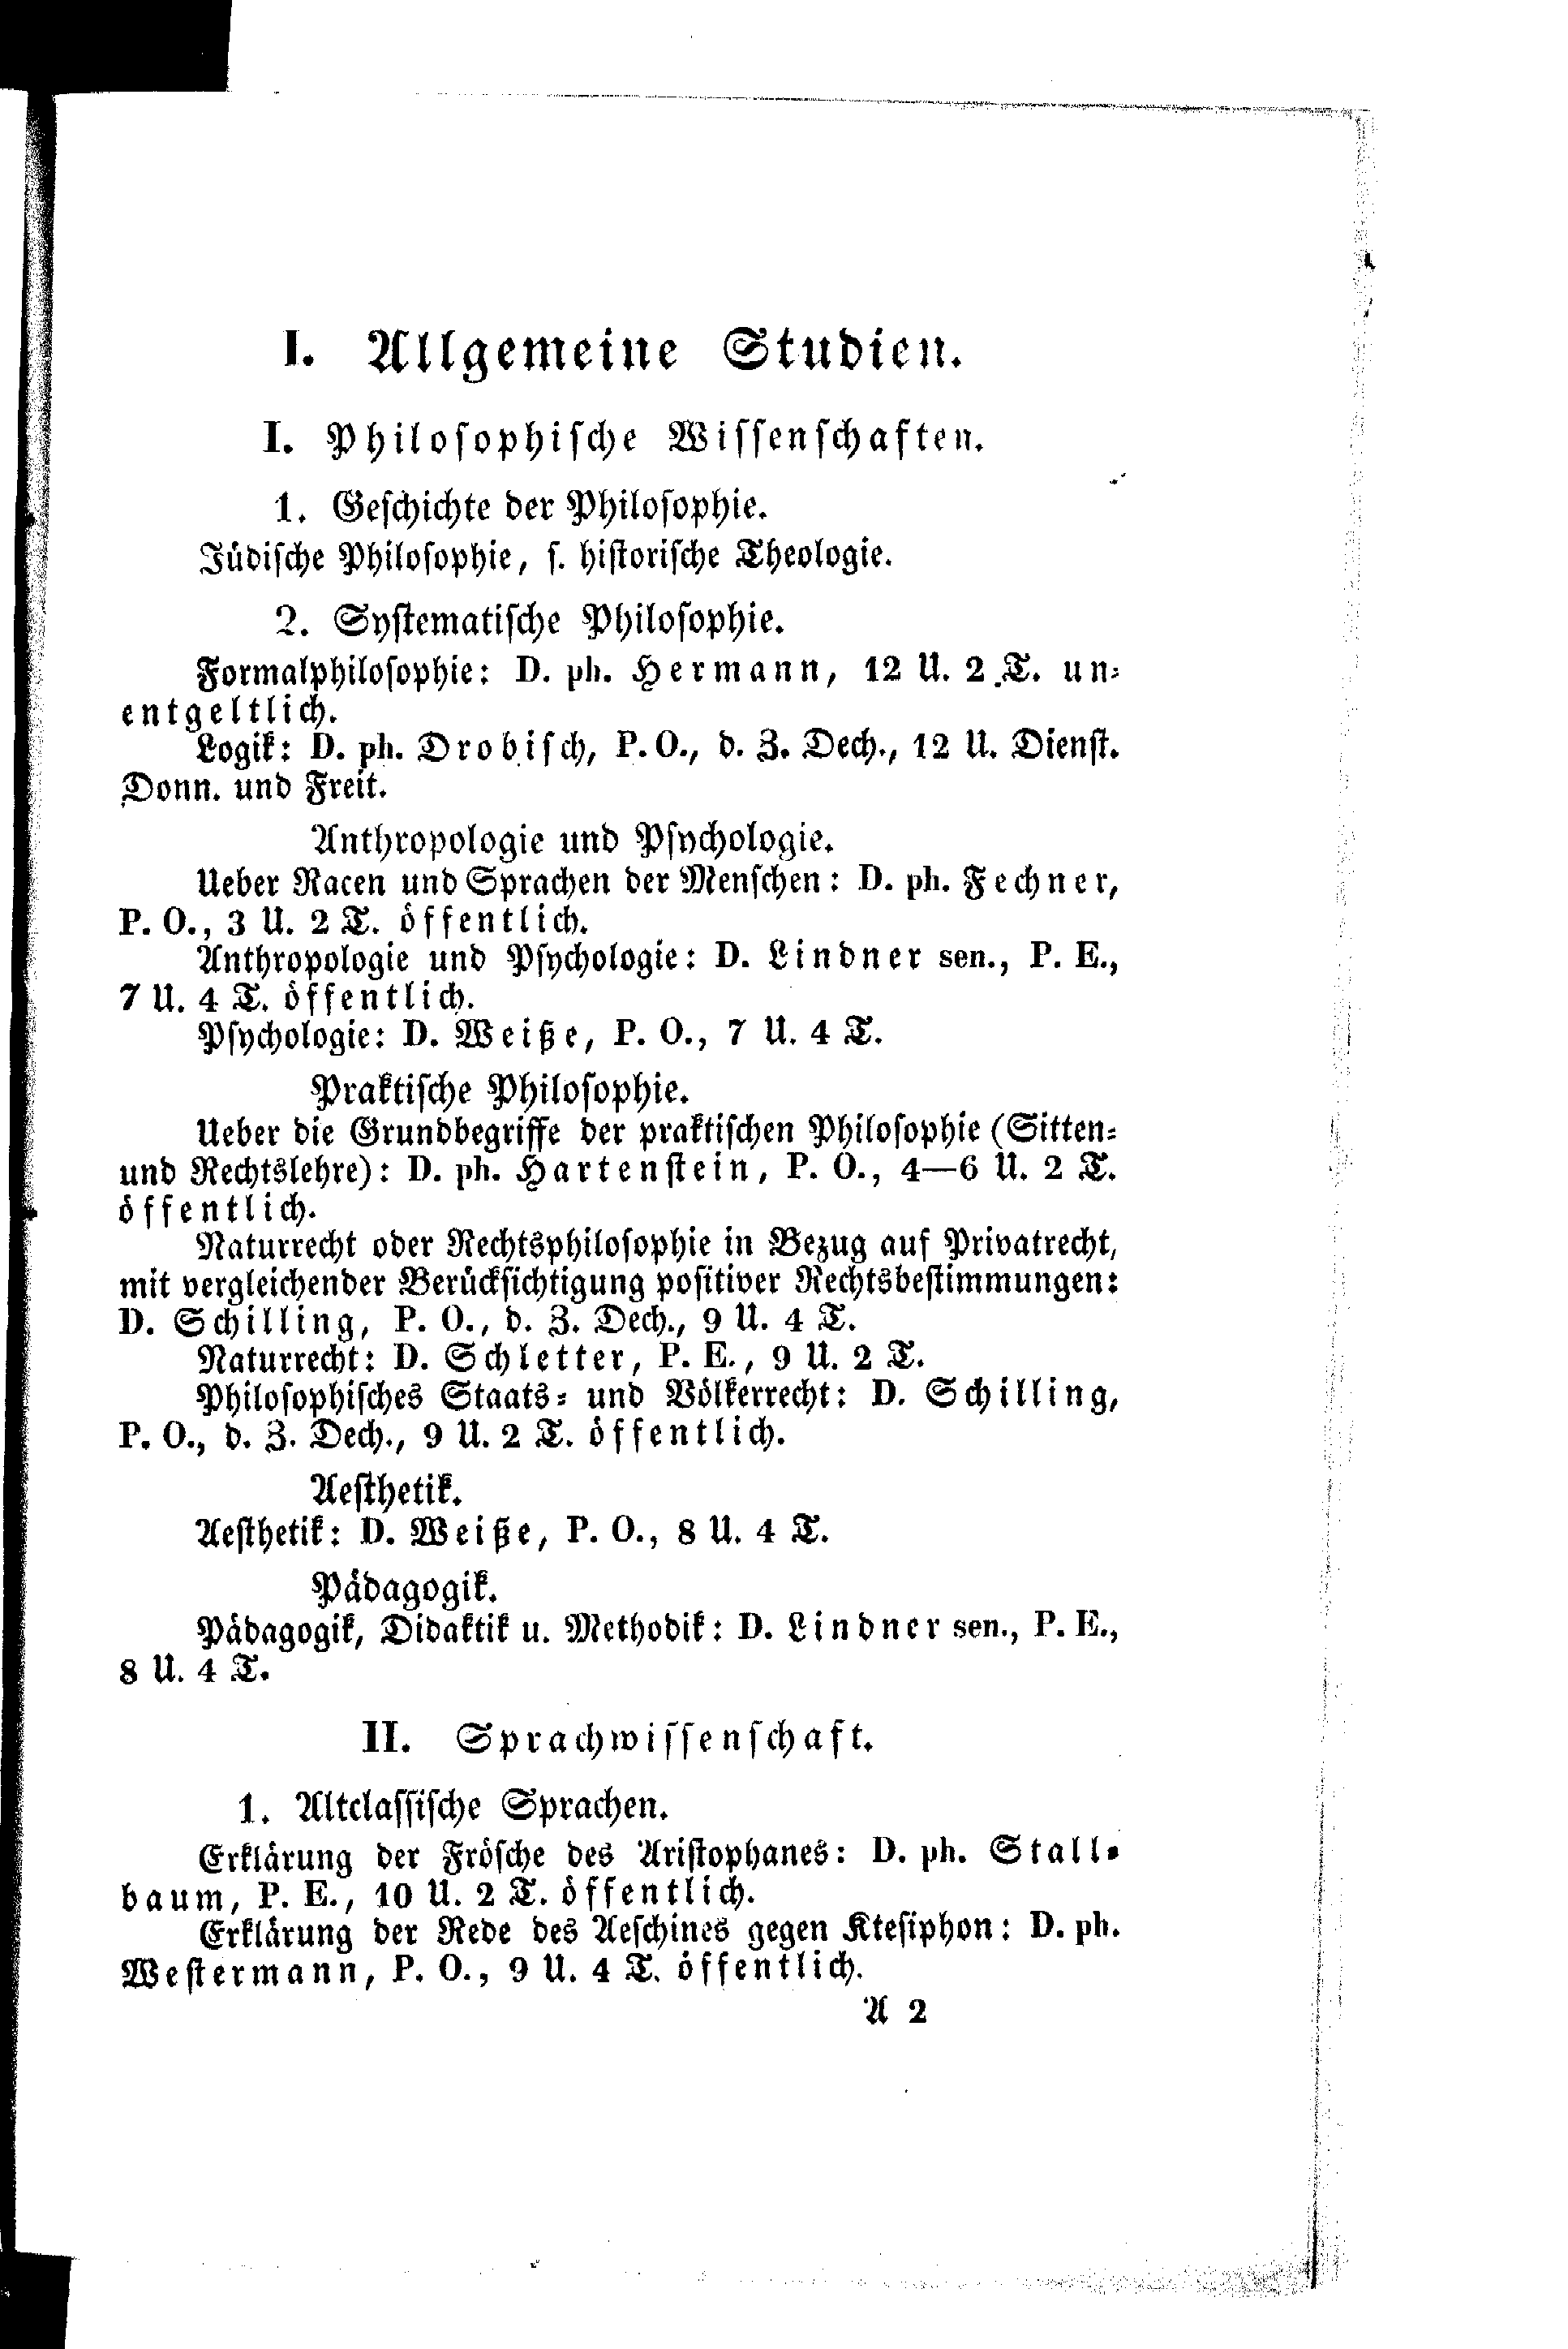 I. Allgemeine Studien.
I. Philosophische Wissenschaften.
1. Geschichte der Philosophie.
Jüdische Philosophie, s. historische Theologie.
2. Systematische Philosophie.
Formalphilosophie: D. ph. Hermann, 12 U. 2 T. un-
entgeltlich.
Logik: D. ph. Drobisch, P. O., d. Z. Dech., 12 U. Dienst.
Donn. und Freit.
Anthropologie und Psychologie.
Ueber Racen und Sprachen der Menschen: D. ph. Fechner,
P. O., 3 U. 2 T. öffentlich.
Anthropologie und Psychologie: D. Lindner sen., P. E.,
7 U. 4 T. öffentlich.
Psychologie: D. Weiße, P. O., 7 U. 4 T.
Praktische Philosophie.
Ueber die Grundbegriffe der praktischen Philosophie (Sitten-
und Rechtslehre): D. ph. Hartenstein, P. O., 4—6 U. 2 T.
öffentlich.
Naturrecht oder Rechtsphilosophie in Bezug auf Privatrecht,
mit vergleichender Berücksichtigung positiver Rechtsbestimmungen:
D. Schilling, P. O., d. Z. Dech., 9 U. 4 T.
Naturrecht: D. Schletter, P. E., 9 U. 2 T.
Philosophisches Staats- und Völkerrecht: D. Schilling,
P. O., d. Z. Dech., 9 U. 2 T. öffentlich.
Aesthetik.
Aesthetik: D. Weiße, P. O., 8 U. 4 T.
Pädagogik.
Pädagogik, Didaktik u. Methodik: D. Lindner sen., P. E.,
8 U. 4 T.
II. Sprachwissenschaft.
1. Altclassische Sprachen.
Erklärung der Frösche des Aristophanes: D. ph. Stall-
baum, P. E., 10 U. 2 T. öffentlich.
Erklärung der Rede des Aeschines gegen Ktesiphon: D. ph.
Westermann, P. O., 9 U. 4 T. öffentlich.
A 2